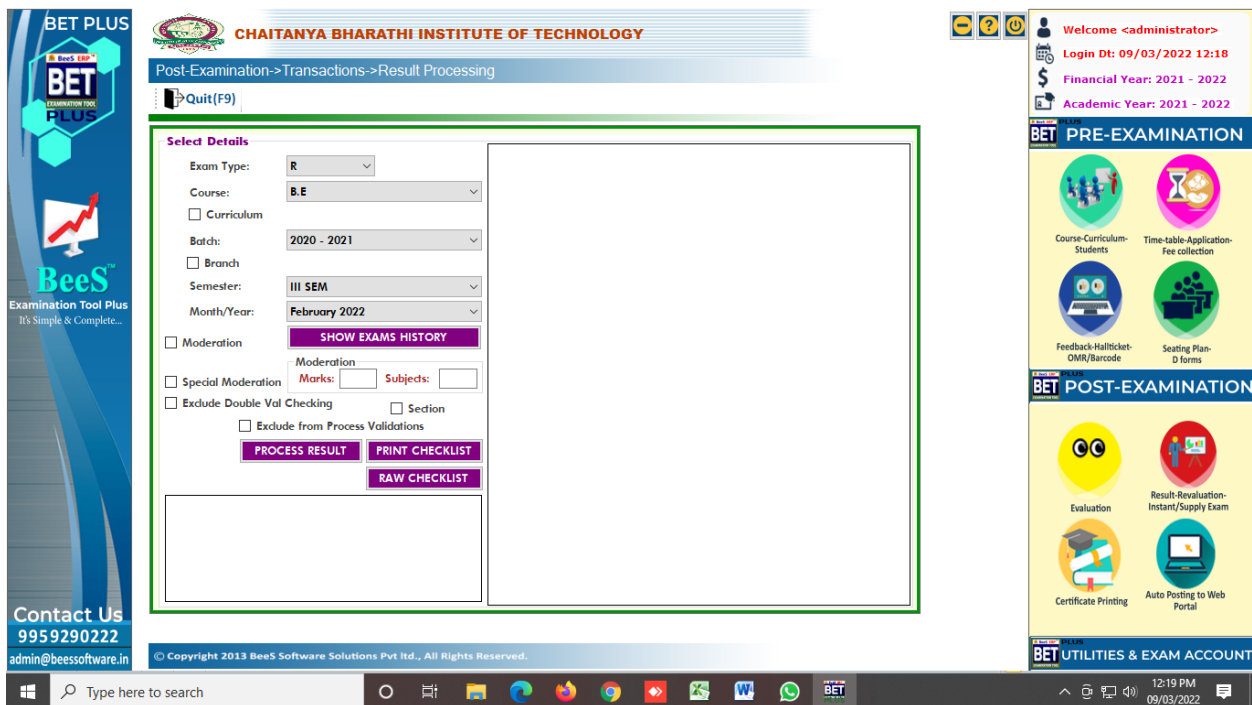 BET PLUS
BeeS ERP
BET
EXAMINATION TOOL
PLUS
BeeS™
Examination Tool Plus
It's Simple & Complete...
Contact Us
9959290222
admin@beessoftware.in
CHAITANYA BHARATHI INSTITUTE OF TECHNOLOGY
Post-Examination->Transactions->Result Processing
Quit(F9)
Select Details
Exam Type: R
Course: B.E
Curriculum
Batch: 2020 - 2021
Branch
Semester: III SEM
Month/Year: February 2022
Moderation SHOW EXAMS HISTORY
Moderation
Special Moderation Marks: Subjects:
Exclude Double Val Checking Section
Exclude from Process Validations
PROCESS RESULT PRINT CHECKLIST
RAW CHECKLIST
© Copyright 2013 BeeS Software Solutions Pvt ltd., All Rights Reserved.
Welcome <administrator>
Login Dt: 09/03/2022 12:18
Financial Year: 2021 - 2022
Academic Year: 2021 - 2022
PLUS
BET PRE-EXAMINATION
Course-Curriculum-
Students
Time-table-Application-
Fee collection
Feedback-Hallticket-
OMR/Barcode
Seating Plan-
D forms
PLUS
BET POST-EXAMINATION
Evaluation
Result-Revaluation-
Instant/Supply Exam
Certificate Printing
Auto Posting to Web
Portal
PLUS
BET UTILITIES & EXAM ACCOUNT
Type here to search
BET
PLUS
12:19 PM
09/03/2022